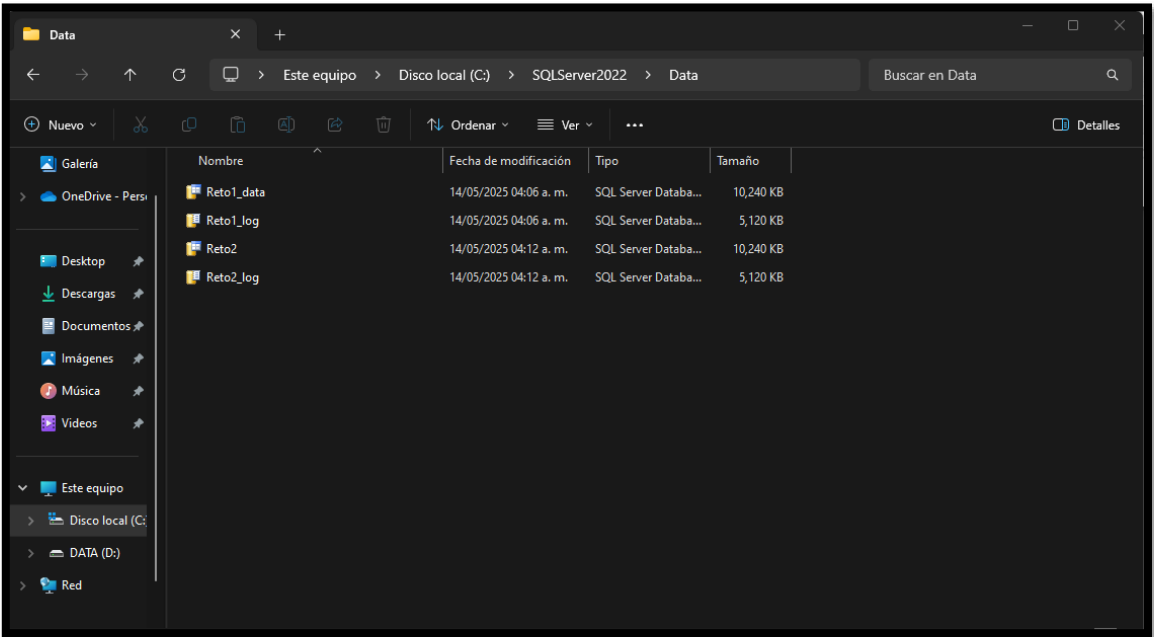 Data
Este equipo > Disco local (C:) > SQLServer2022 > Data
Buscar en Data
Nuevo
Ordenar
Ver
Detalles
Galería
OneDrive - Perso
Desktop
Descargas
Documentos
Imágenes
Música
Videos
Este equipo
Disco local (C:)
DATA (D:)
Red
Nombre Fecha de modificación Tipo Tamaño
Reto1_data 14/05/2025 04:06 a. m. SQL Server Databa... 10,240 KB
Reto1_log 14/05/2025 04:06 a. m. SQL Server Databa... 5,120 KB
Reto2 14/05/2025 04:12 a. m. SQL Server Databa... 10,240 KB
Reto2_log 14/05/2025 04:12 a. m. SQL Server Databa... 5,120 KB